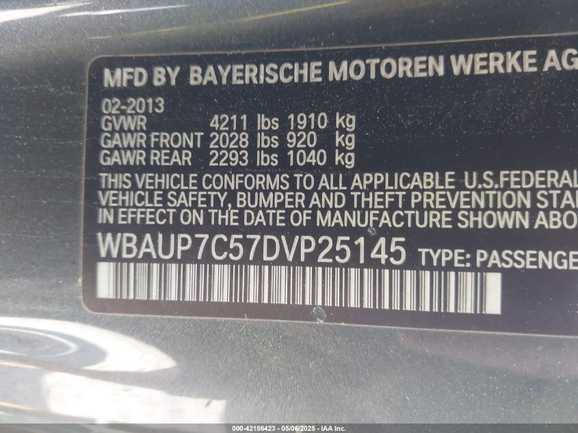 MFD BY BAYERISCHE MOTOREN WERKE AG
02-2013
GVWR 4211 lbs 1910 kg
GAWR FRONT 2028 lbs 920 kg
GAWR REAR 2293 lbs 1040 kg
THIS VEHICLE CONFORMS TO ALL APPLICABLE U.S.FEDERAL
VEHICLE SAFETY, BUMPER AND THEFT PREVENTION STAN
IN EFFECT ON THE DATE OF MANUFACTURE SHOWN ABO
WBAUP7C57DVP25145 TYPE: PASSENGE
000-42156423 - 05/06/2025 - IAA Inc.